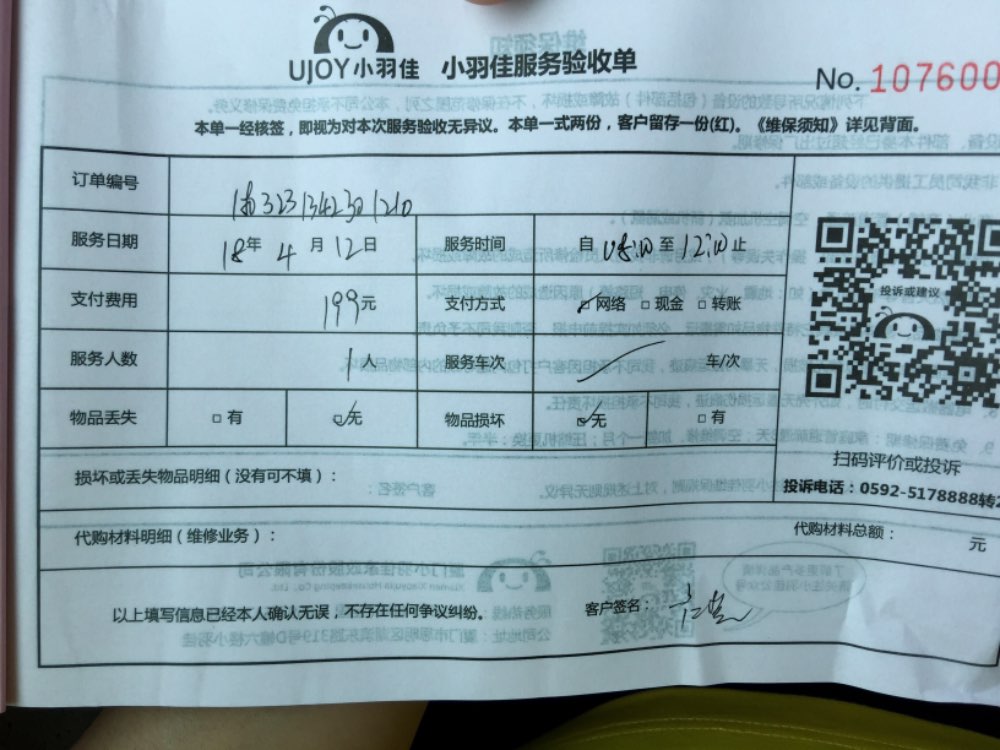 UJOY小羽佳 小羽佳服务验收单
No. 107600
本单一经核签，即视为对本次服务验收无异议。本单一式两份，客户留存一份(红)。《维保须知》详见背面。
订单编号
服务日期 18年 4月 12日 服务时间 自 08:00 至 12:00 止
支付费用 199元 支付方式 ☑网络 □现金 □转账
服务人数 1人 服务车次 车/次
物品丢失 □有 ☑无 物品损坏 ☑无 □有
投诉或建议
扫码评价或投诉
投诉电话：0592-5178888转2
损坏或丢失物品明细（没有可不填）：
代购材料明细（维修业务）： 代购材料总额： 元
以上填写信息已经本人确认无误，不存在任何争议纠纷。 客户签名：